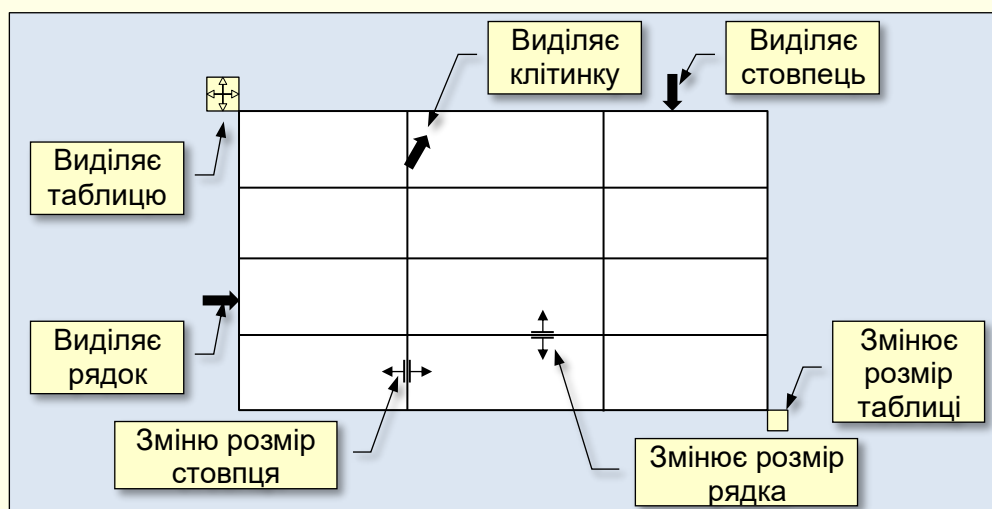 Виділяє
клітинку
Виділяє
стовпець
Виділяє
таблицю
Виділяє
рядок
Змінює
розмір
таблиці
Зміню розмір
стовпця
Змінює розмір
рядка